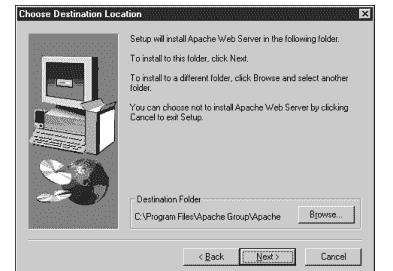 Choose Destination Location
Setup will install Apache Web Server in the following folder.
To install to this folder, click Next.
To install to a different folder, click Browse and select another
folder.
You can choose not to install Apache Web Server by clicking
Cancel to exit Setup.
Destination Folder
C:\Program Files\Apache Group\Apache
Browse...
< Back
Next >
Cancel